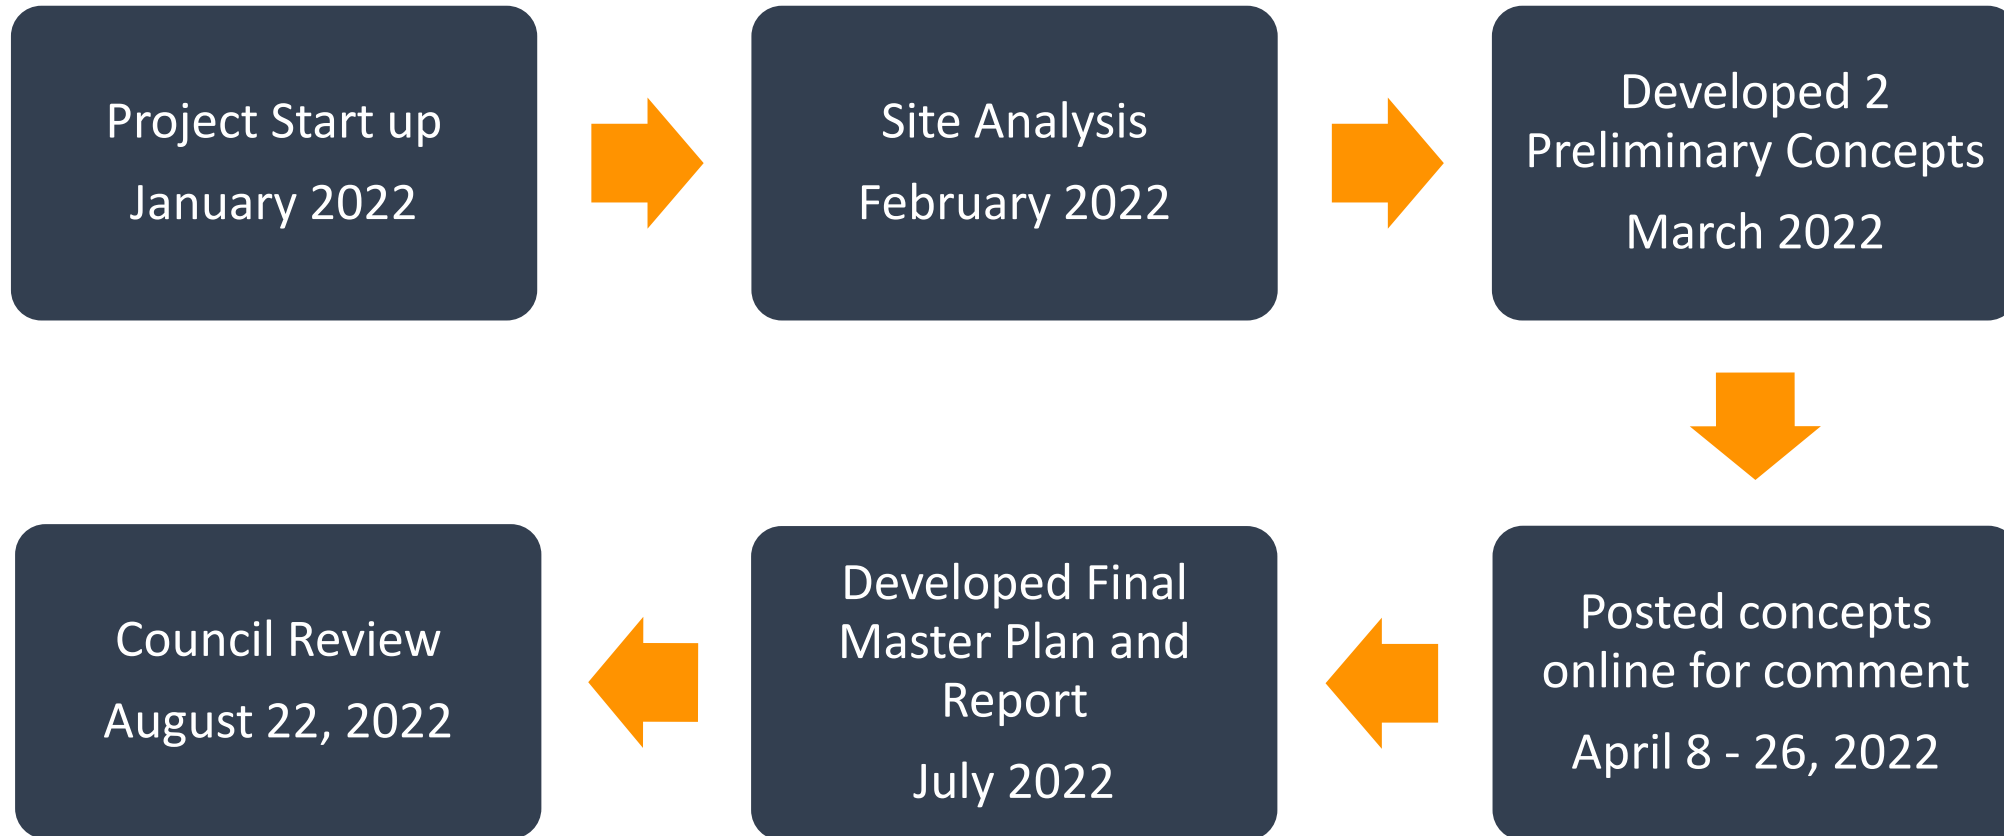 Project Start up
January 2022
Site Analysis
February 2022
Developed 2
Preliminary Concepts
March 2022
Posted concepts
online for comment
April 8 - 26, 2022
Developed Final
Master Plan and
Report
July 2022
Council Review
August 22, 2022